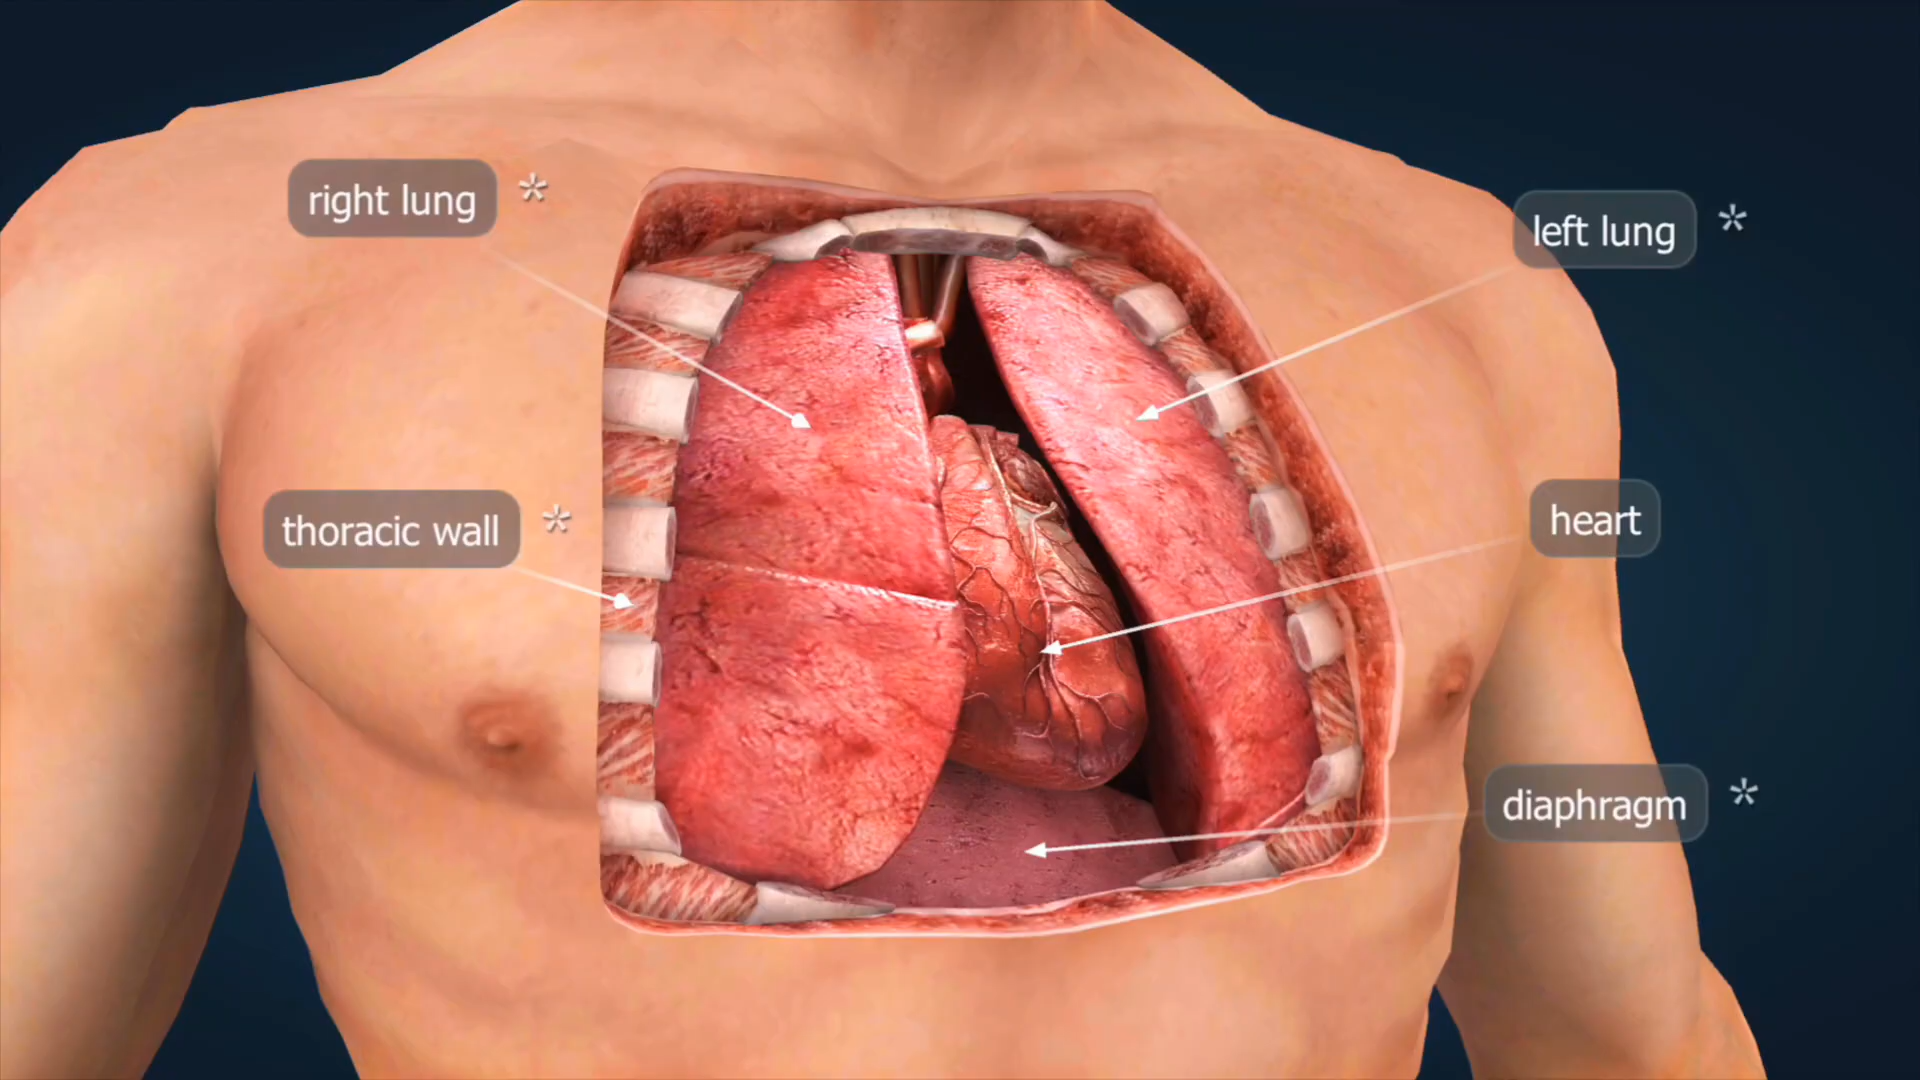 right lung *
left lung *
thoracic wall *
heart
diaphragm *